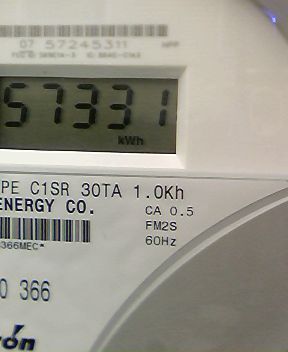 07 57245311
57331
kWh
PE C1SR 30TA 1.0Kh
ENERGY CO.
CA 0.5
FM2S
60Hz
366MEC*
0 366
rón